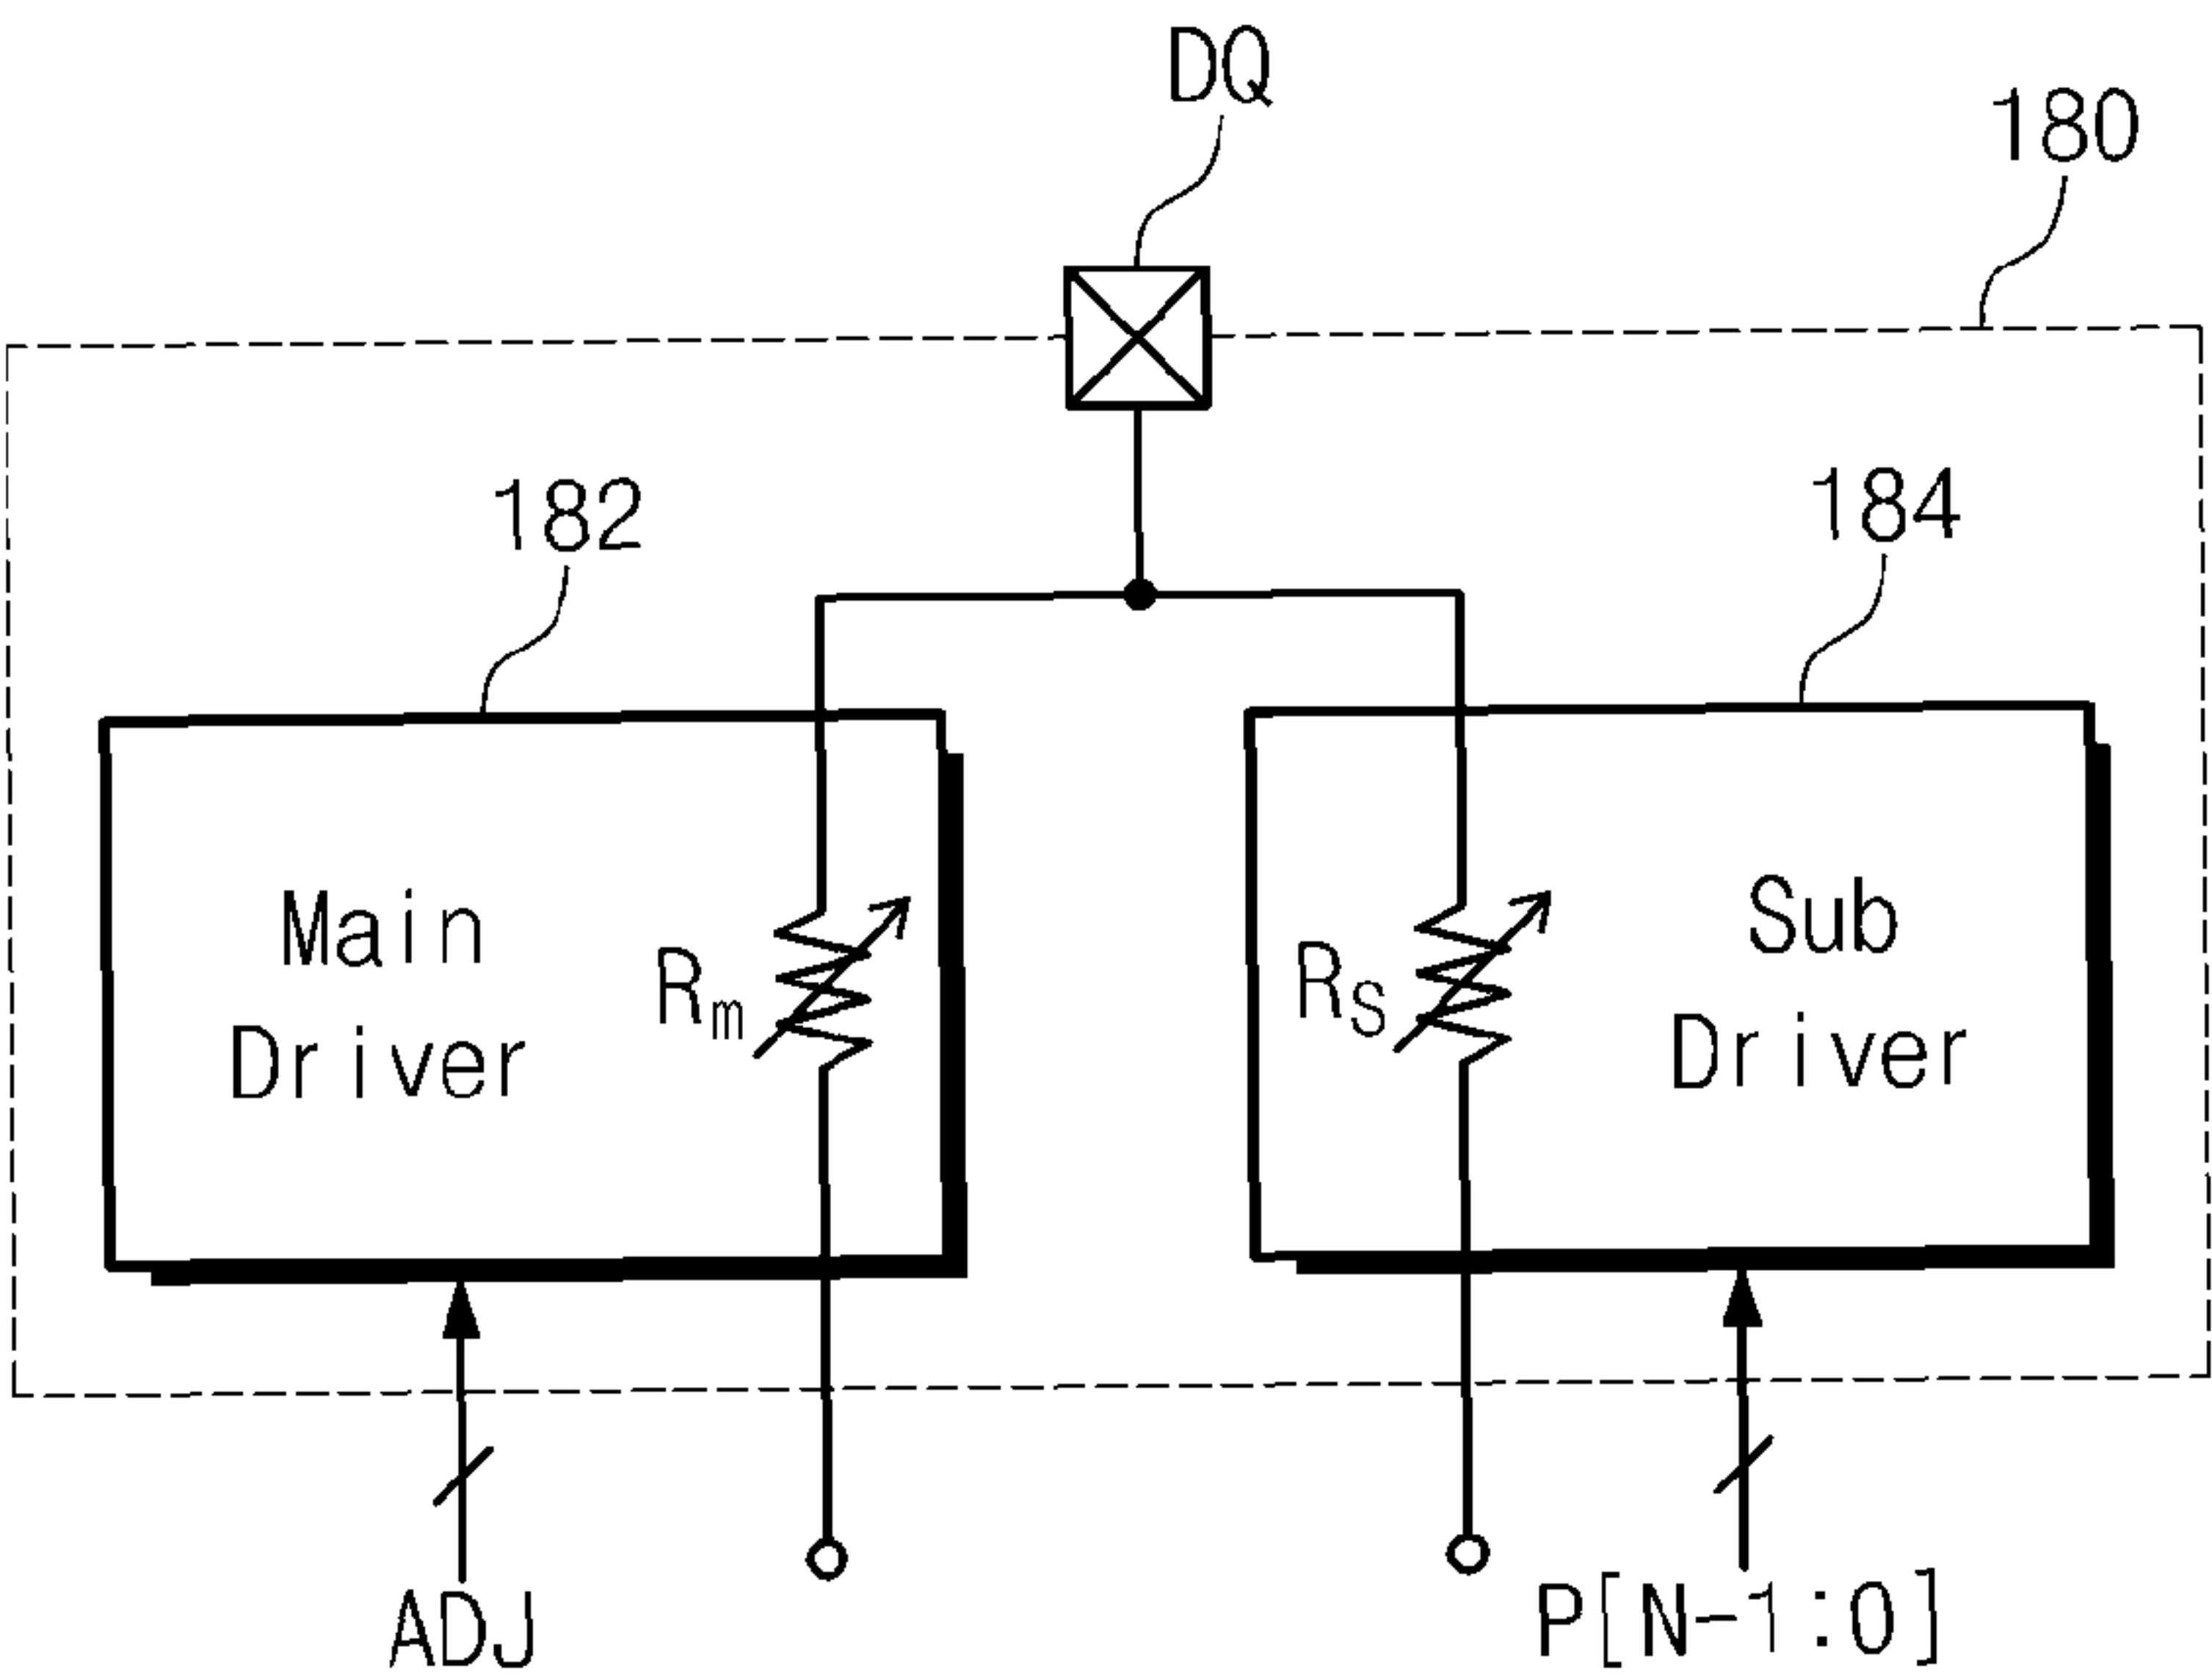 DQ
180
182
184
Main
Driver
Rm
RS
Sub
Driver
ADJ
P[N-1:0]